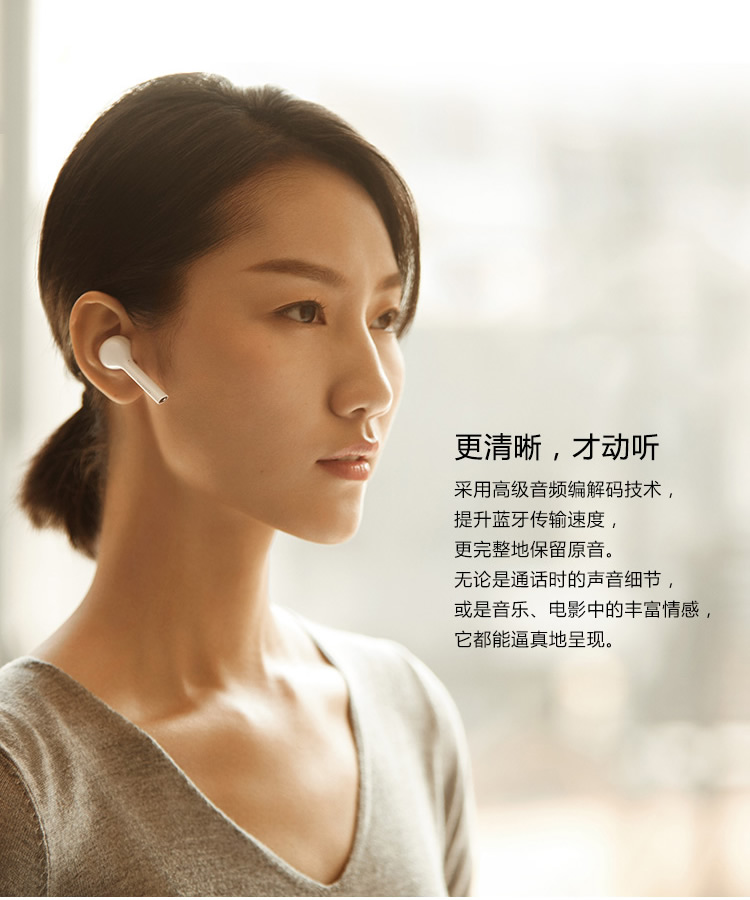 更清晰，才动听
采用高级音频编解码技术，
提升蓝牙传输速度，
更完整地保留原音。
无论是通话时的声音细节，
或是音乐、电影中的丰富情感，
它都能逼真地呈现。